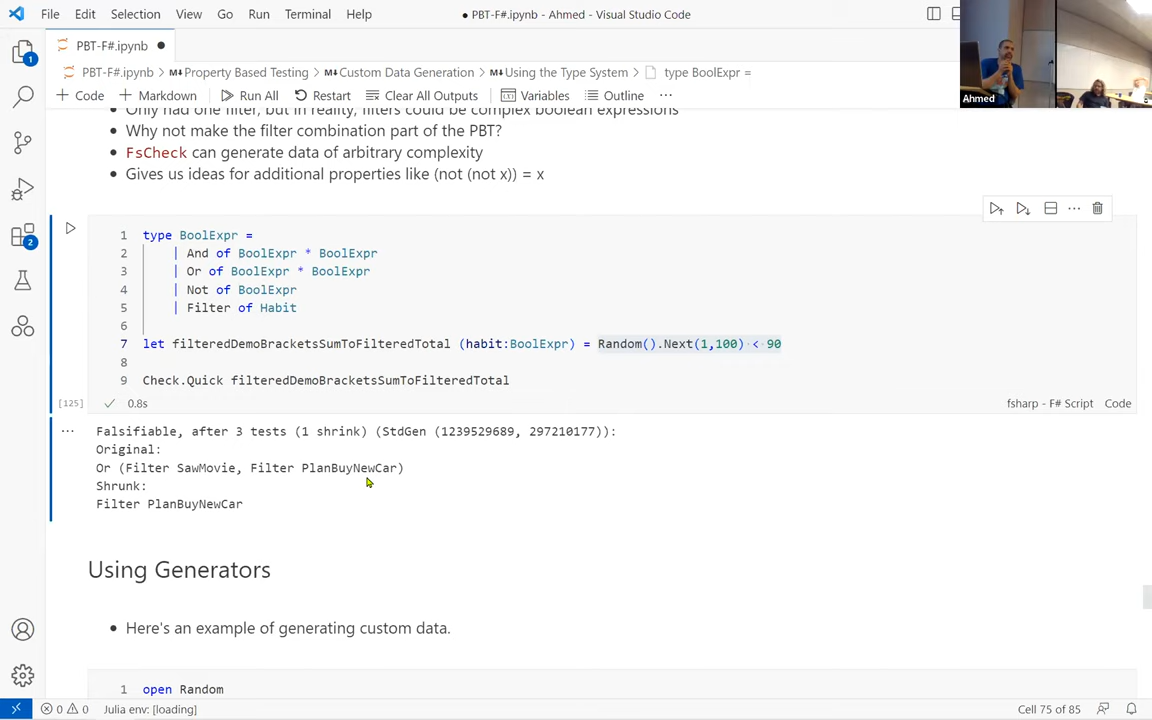 File Edit Selection View Go Run Terminal Help
● PBT-F#.ipynb - Ahmed - Visual Studio Code
PBT-F#.ipynb ●
PBT-F#.ipynb > M↓Property Based Testing > M↓Custom Data Generation > M↓Using the Type System > type BoolExpr =
+ Code + Markdown Run All Restart Clear All Outputs Variables Outline ...
• Only had one filter, but in reality, filters could be complex boolean expressions
• Why not make the filter combination part of the PBT?
• FsCheck can generate data of arbitrary complexity
• Gives us ideas for additional properties like (not (not x)) = x
1 type BoolExpr =
2 | And of BoolExpr * BoolExpr
3 | Or of BoolExpr * BoolExpr
4 | Not of BoolExpr
5 | Filter of Habit
6
7 let filteredDemoBracketsSumToFilteredTotal (habit:BoolExpr) = Random().Next(1,100) < 90
8
9 Check.Quick filteredDemoBracketsSumToFilteredTotal
[125] ✓ 0.8s fsharp - F# Script Code
... Falsifiable, after 3 tests (1 shrink) (StdGen (1239529689, 297210177)):
Original:
Or (Filter SawMovie, Filter PlanBuyNewCar)
Shrunk:
Filter PlanBuyNewCar
Using Generators
• Here's an example of generating custom data.
1 open Random
0 0 Julia env: [loading] Cell 75 of 85
1
2
Ahmed